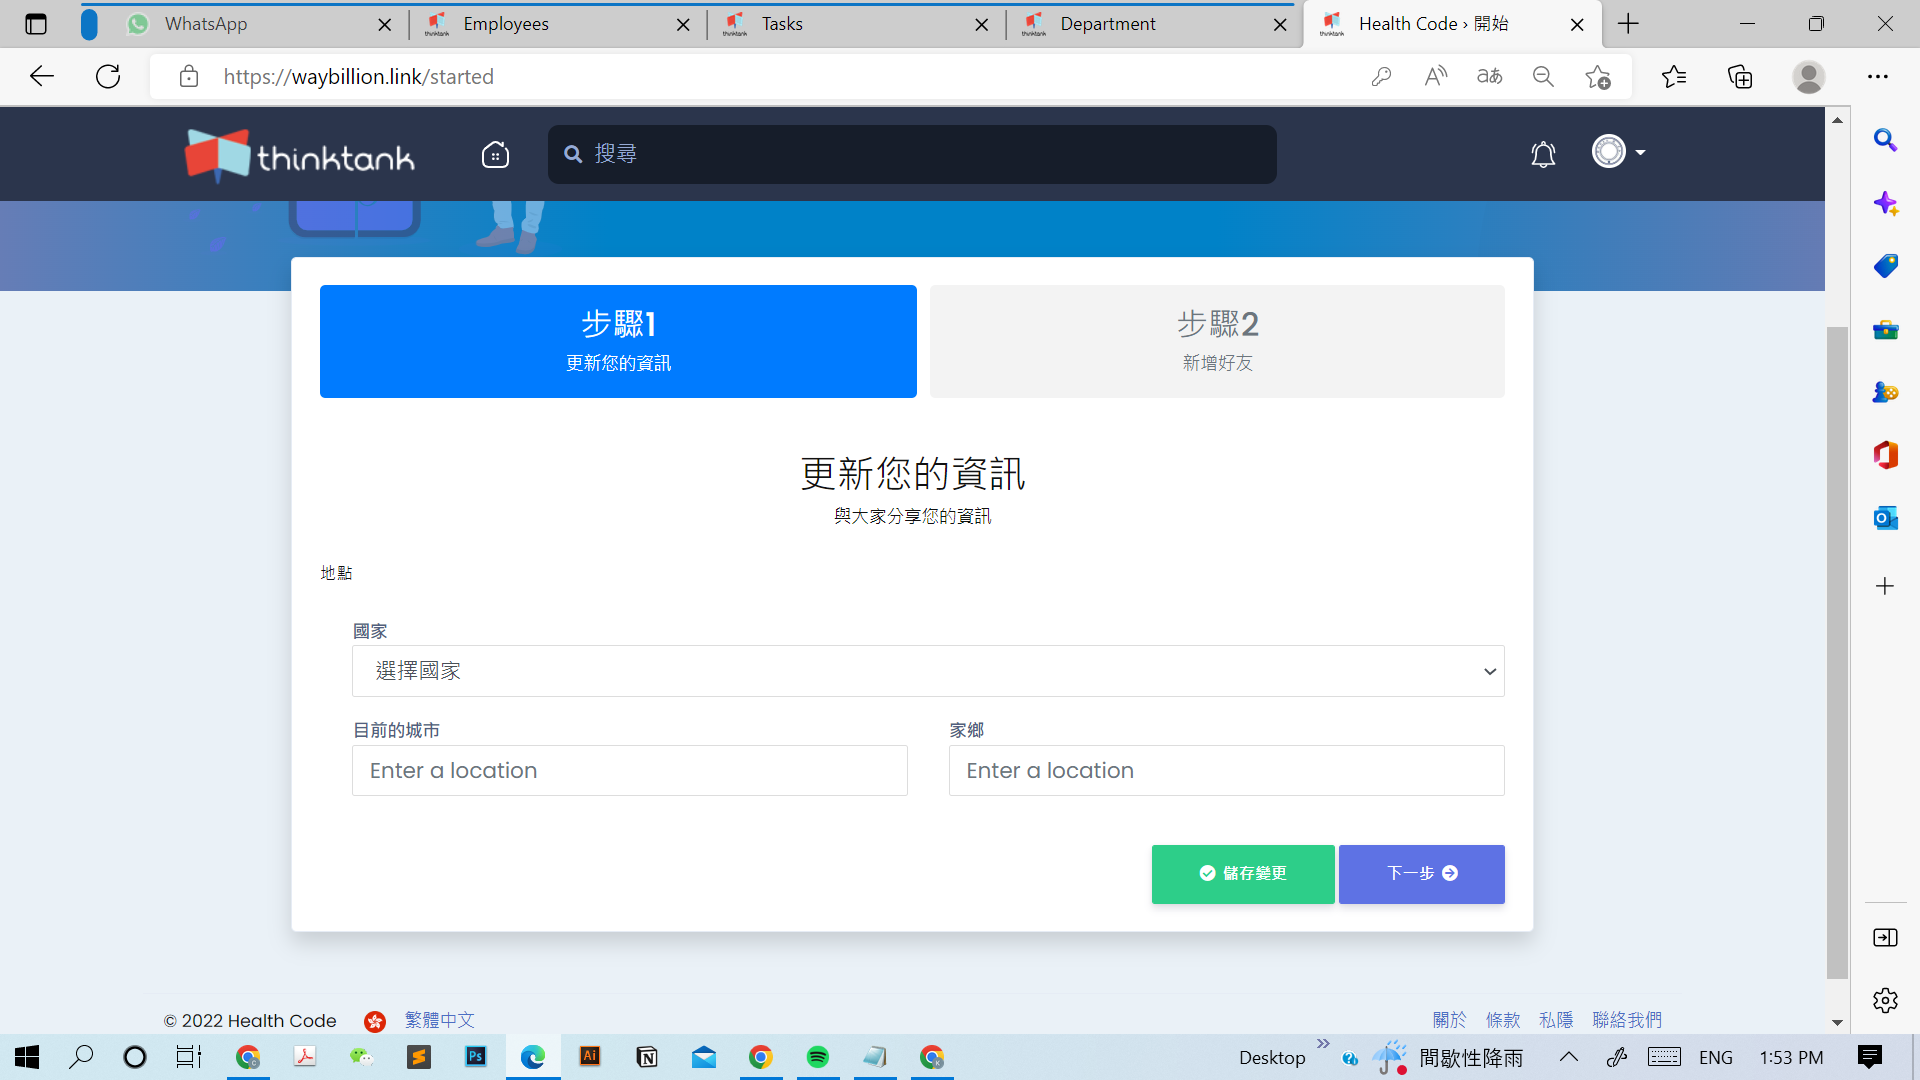 WhatsApp
Employees
Tasks
Department
Health Code › 開始
https://waybillion.link/started
thinktank
搜尋
步驟1
更新您的資訊
步驟2
新增好友
更新您的資訊
與大家分享您的資訊
地點
國家
選擇國家
目前的城市
家鄉
Enter a location
Enter a location
儲存變更
下一步
© 2022 Health Code
繁體中文
關於
條款
私隱
聯絡我們
Desktop
間歇性降雨
ENG
1:53 PM